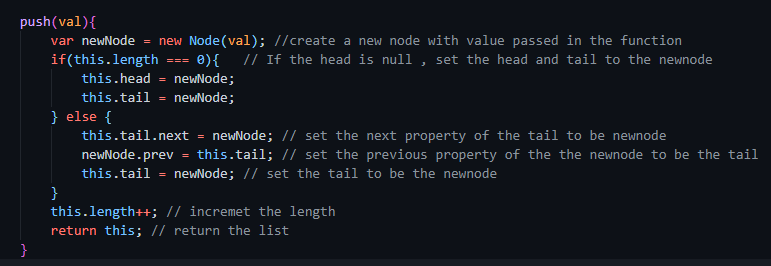 push(val){
var newNode = new Node(val); //create a new node with value passed in the function
if(this.length === 0){ // If the head is null , set the head and tail to the newnode
this.head = newNode;
this.tail = newNode;
} else {
this.tail.next = newNode; // set the next property of the tail to be newnode
newNode.prev = this.tail; // set the previous property of the the newnode to be the tail
this.tail = newNode; // set the tail to be the newnode
}
this.length++; // incremet the length
return this; // return the list
}